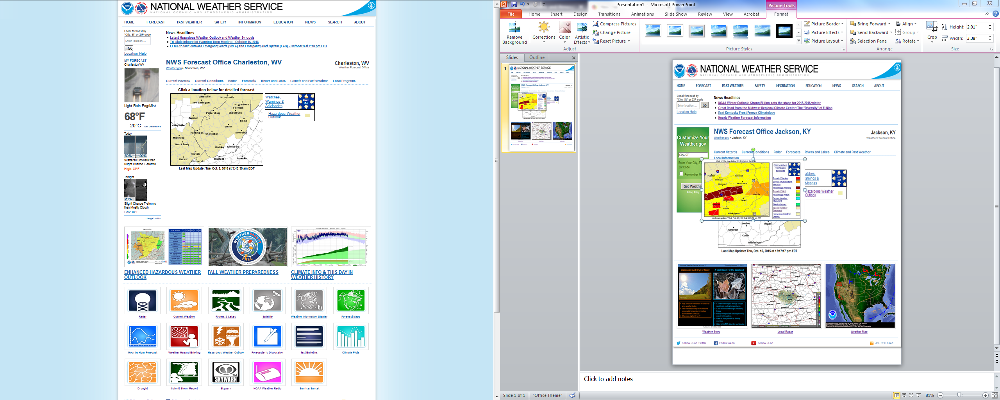 NATIONAL WEATHER SERVICE
NATIONAL OCEANIC AND ATMOSPHERIC ADMINISTRATION
HOME FORECAST PAST WEATHER SAFETY INFORMATION EDUCATION NEWS SEARCH ABOUT
Local forecast by
"City, St" or ZIP code
Enter location ...
Go
Location Help
News Headlines
Latest Hazardous Weather Outlook and Weather Synopsis
Tri-State Integrated Warning Team Meeting - October 16, 2018
FEMA to test Wireless Emergency Alerts (WEA) and Emergency Alert System (EAS) - October 3 at 2:18 pm EDT
MY FORECAST
Charleston WV
Light Rain Fog/Mist
68°F
20°C
Get Detailed info
Today
50% 20%
Scattered Showers then
Slight Chance T-storms
High: 81°F
Tonight
20%
Slight Chance T-storms
then Mostly Cloudy
Low: 66°F
change location
NWS Forecast Office Charleston, WV
Weather.gov > Charleston, WV
Charleston, WV
Weather Forecast Office
Current Hazards Current Conditions Radar Forecasts Rivers and Lakes Climate and Past Weather Local Programs
Click a location below for detailed forecast.
Zanesville
Moundsville
New Lexington
Morgantown
Fairmont
Parkersburg
Clarksburg
Jackson
Elkins
Maysville
Sutton
Huntington
Charleston
Snowshoe
Morehead
West Liberty
Beckley
Lewisburg
Pikeville
Hazard
Clintwood
Bluefield
Roanoke
Last Map Update: Tue, Oct. 2, 2018 at 9:49:30 am EDT
Watches,
Warnings &
Advisories
Zoom
Out
Hazardous Weather
Outlook
ENHANCED HAZARDOUS WEATHER
OUTLOOK
WEATHER SAFETY
FALL
FALL WEATHER PREPAREDNESS
CLIMATE INFO & THIS DAY IN
WEATHER HISTORY
Radar
Current Weather
Rivers & Lakes
Satellite
Weather Information Display
Forecast Maps
Hour by Hour Forecast
Weather Hazard Briefing
Hazardous Weather Outlook
Forecaster's Discussion
Text Bulletins
Climate Plots
SKYWARN
TM
Drought
Submit Storm Report
Skywarn
NOAA Weather Radio
Sunrise/Sunset
Presentation1 - Microsoft PowerPoint
Picture Tools
File Home Insert Design Transitions Animations Slide Show Review View Acrobat Format
Remove
Background
Corrections
Color
Artistic
Effects
Compress Pictures
Change Picture
Reset Picture
Adjust
Picture Styles
Picture Border
Picture Effects
Picture Layout
Bring Forward
Send Backward
Selection Pane
Align
Group
Rotate
Arrange
Crop
Height: 2.01"
Width: 3.38"
Size
Slides Outline
1
NATIONAL WEATHER SERVICE
NWS Forecast Office Jackson, KY
NATIONAL WEATHER SERVICE
NATIONAL OCEANIC AND ATMOSPHERIC ADMINISTRATION
HOME FORECAST PAST WEATHER SAFETY INFORMATION EDUCATION NEWS SEARCH ABOUT
Local forecast by
"City, St" or ZIP code
Enter location ...
Go
Location Help
News Headlines
NOAA Winter Outlook: Strong El Nino sets the stage for 2015-2016 winter
Great Read from the Midwest Regional Climate Center: The "Diversity" of El Nino
East Kentucky Frost Freeze Climatology
Hourly Weather Forecast Information
Customize Your
Weather.gov
City, ST
Enter Your City, ST
ZIP Code
Remember M
Get Weathe
Privacy Policy
NWS Forecast Office Jackson, KY
Weather.gov > Jackson, KY
Jackson, KY
Weather Forecast Office
Current Hazards Current Conditions Radar Forecasts Rivers and Lakes Climate and Past Weather
Local Information
Click on the map below for the latest forecast.
Frankfort
Lexington
Morehead
Richmond
West Liberty
Pikeville
Hazard
Corbin
Middlesboro
Last map update: Wed, Feb. 29, 2012 at 3:29:32 pm EST
Read watches,
warnings &
advisories
Zoom
Out
Tornado Warning
Severe Thunderstorm
Warning
Flash Flood Warning
Tornado Watch
Flash Flood Watch
Severe Weather
Statement
Flood Advisory
Special Weather
Statement
Hazardous Weather
Outlook
atches,
arnings &
dvisories
Zoom
Out
Hazardous Weather
Outlook
London
Hazard
Somerset
Corbin
Middlesboro
Last Map Update: Thu, Oct. 15, 2015 at 12:17:17 pm EDT
Seasonable And Dry For Today
A Cool Down For the Weekend
Weather Story
Local Radar
Weather Map
Follow us on Twitter
Follow us on
Follow us on
JKL RSS Feed
Click to add notes
Slide 1 of 1
"Office Theme"
81%